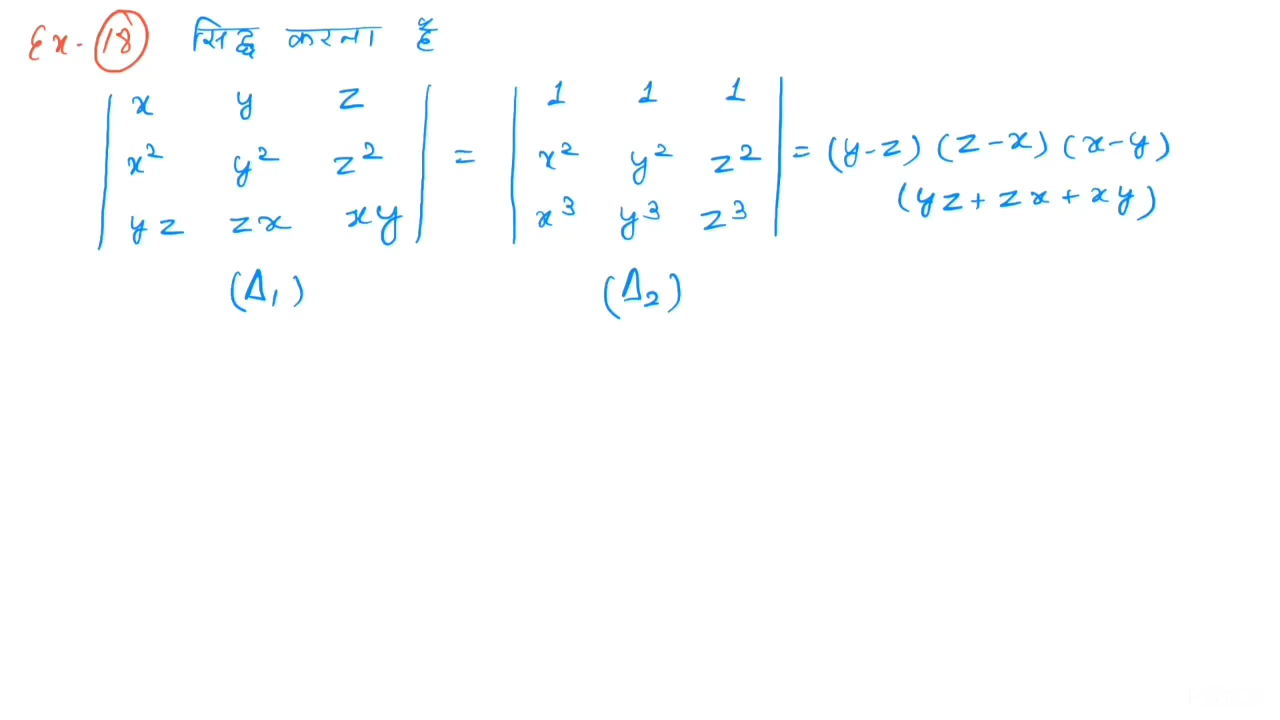 Ex-(18) सिद्ध करना है
| x y z | = | 1 1 1 |
| x² y² z² | = | x² y² z² | = (y-z) (z-x) (x-y)
| yz zx xy | | x³ y³ z³ | (yz+zx+xy)
(Δ₁) (Δ₂)